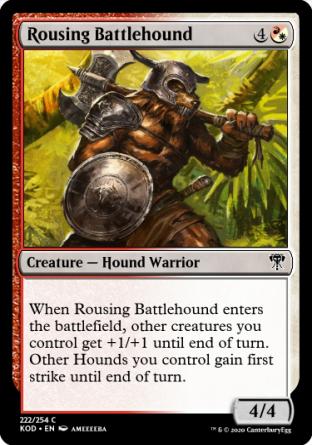 Rousing Battlehound 4
Creature — Hound Warrior
When Rousing Battlehound enters
the battlefield, other creatures you
control get +1/+1 until end of turn.
Other Hounds you control gain first
strike until end of turn.
4/4
222/254 C
KOD • EN AMEEEBA
™ & © 2020 CanterburyEgg